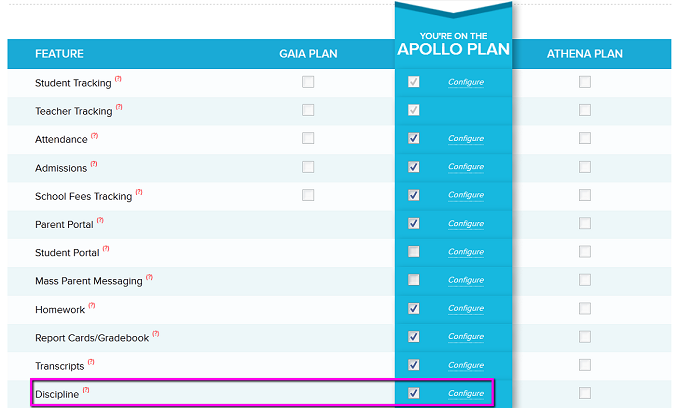 YOU'RE ON THE
FEATURE GAIA PLAN APOLLO PLAN ATHENA PLAN
Student Tracking (?) Configure
Teacher Tracking (?)
Attendance (?) Configure
Admissions (?) Configure
School Fees Tracking (?) Configure
Parent Portal (?) Configure
Student Portal (?) Configure
Mass Parent Messaging (?) Configure
Homework (?) Configure
Report Cards/Gradebook (?) Configure
Transcripts (?) Configure
Discipline (?) Configure